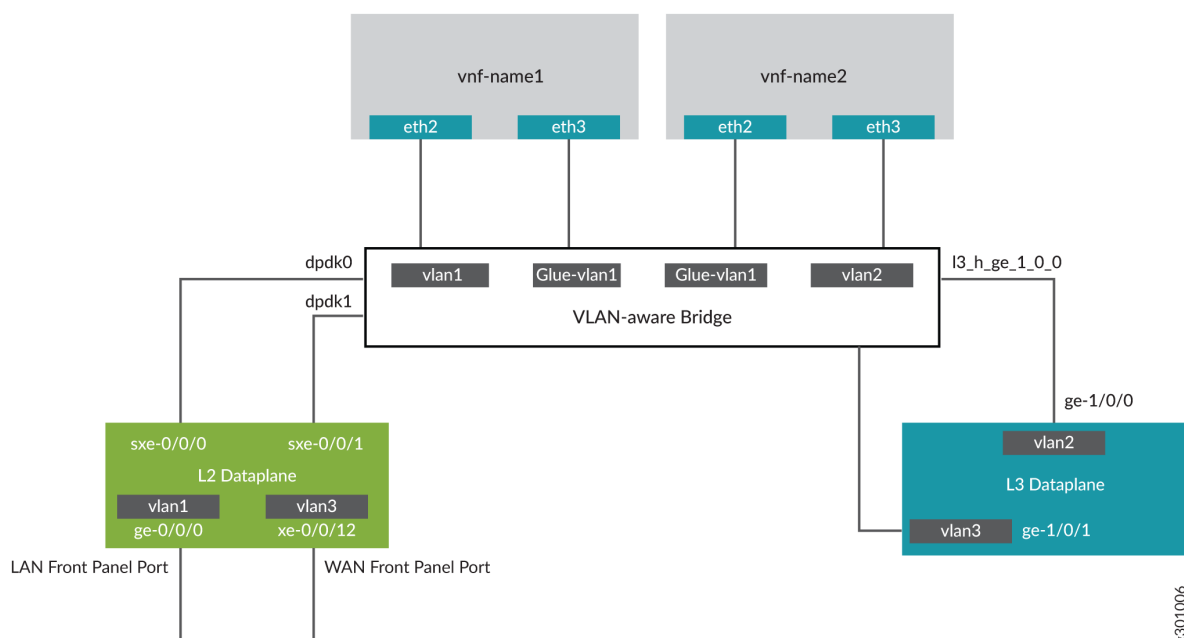 vnf-name1
vnf-name2
eth2
eth3
eth2
eth3
dpdk0
dpdk1
vlan1
Glue-vlan1
Glue-vlan1
vlan2
VLAN-aware Bridge
l3_h_ge_1_0_0
ge-1/0/0
sxe-0/0/0
sxe-0/0/1
L2 Dataplane
vlan1
vlan3
ge-0/0/0
xe-0/0/12
vlan2
L3 Dataplane
vlan3
ge-1/0/1
LAN Front Panel Port
WAN Front Panel Port
g301006